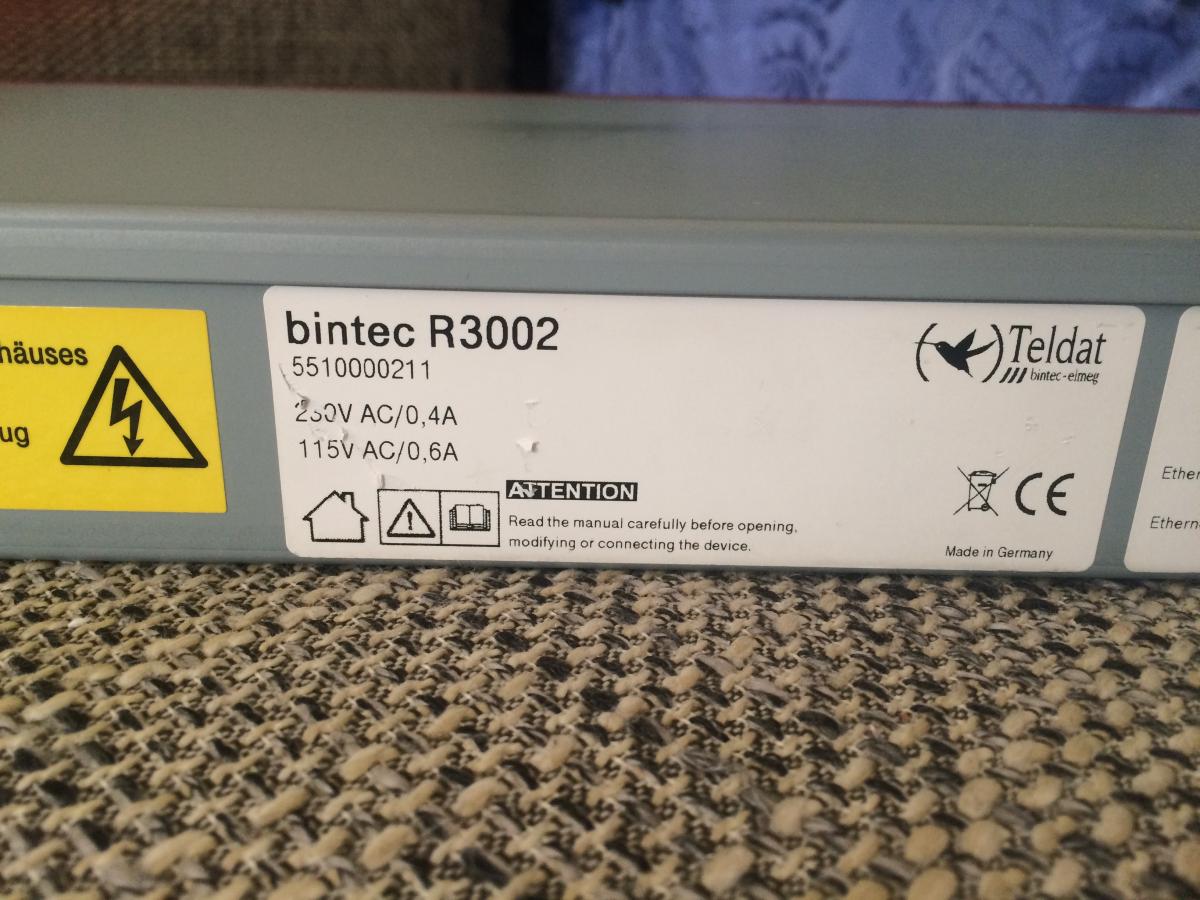 häuses
ug
bintec R3002
5510000211
230V AC/0,4A
115V AC/0,6A
ATTENTION
Read the manual carefully before opening,
modifying or connecting the device.
Teldat
bintec-elmeg
CE
Made in Germany
Ether
Ethern